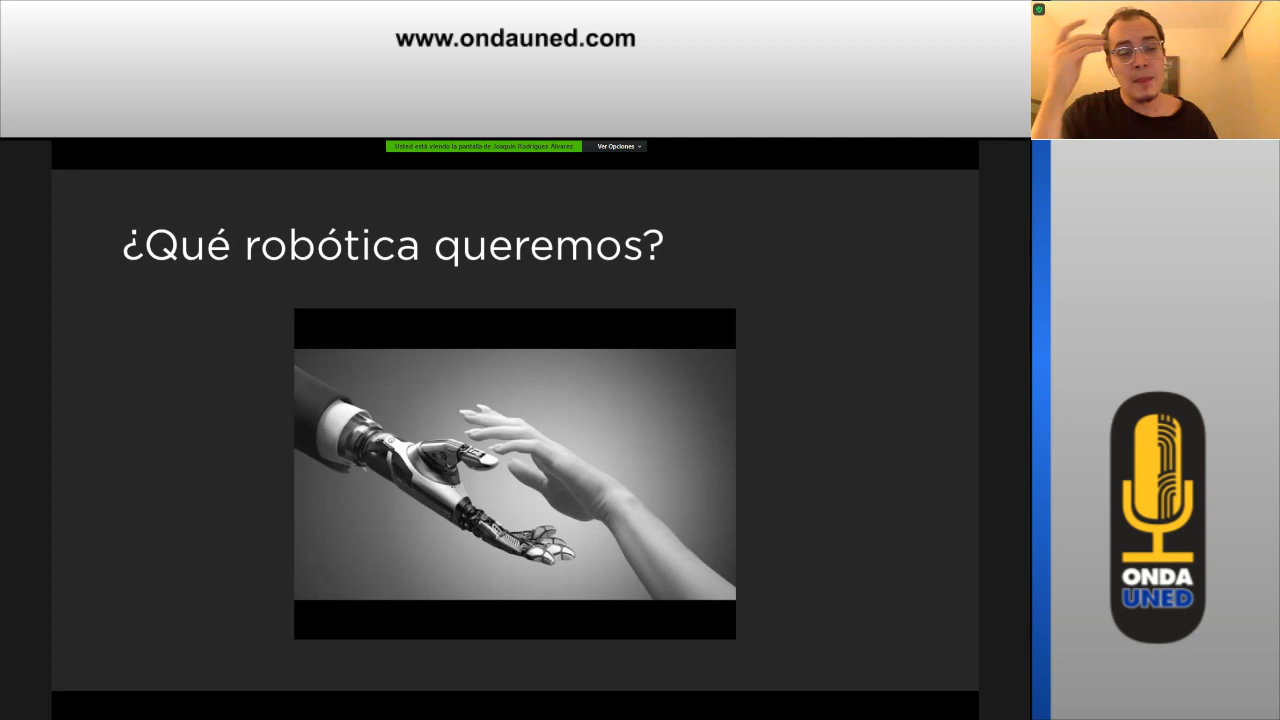 www.ondauned.com
Usted está viendo la pantalla de Joaquín Rodríguez Álvarez
Ver Opciones
¿Qué robótica queremos?
ONDA
UNED